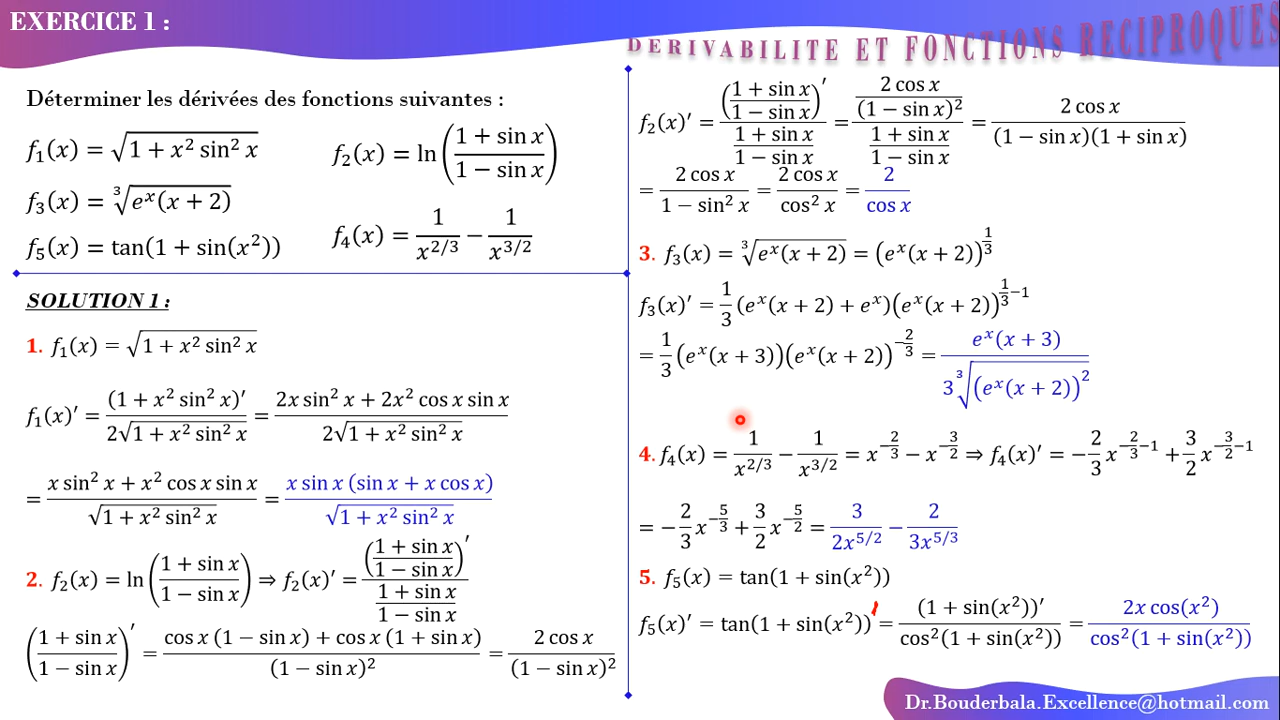 EXERCICE 1 :
DERIVABILITE ET FONCTIONS RECIPROQUES
Déterminer les dérivées des fonctions suivantes :
f₁(x) = √(1 + x² sin² x)
f₂(x) = ln((1 + sin x)/(1 − sin x))
f₃(x) = ∛(eˣ(x + 2))
f₄(x) = 1/x^(2/3) − 1/x^(3/2)
f₅(x) = tan(1 + sin(x²))
SOLUTION 1 :
1. f₁(x) = √(1 + x² sin² x)
f₁(x)′ = (1 + x² sin² x)′/(2√(1 + x² sin² x)) = (2x sin² x + 2x² cos x sin x)/(2√(1 + x² sin² x))
= (x sin² x + x² cos x sin x)/√(1 + x² sin² x) = (x sin x (sin x + x cos x))/√(1 + x² sin² x)
2. f₂(x) = ln((1 + sin x)/(1 − sin x)) ⇒ f₂(x)′ = ((1 + sin x)/(1 − sin x))′/((1 + sin x)/(1 − sin x))
((1 + sin x)/(1 − sin x))′ = (cos x (1 − sin x) + cos x (1 + sin x))/(1 − sin x)² = (2 cos x)/(1 − sin x)²
f₂(x)′ = ((1 + sin x)/(1 − sin x))′/((1 + sin x)/(1 − sin x)) = ((2 cos x)/(1 − sin x)²)/((1 + sin x)/(1 − sin x)) = (2 cos x)/((1 − sin x)(1 + sin x))
= (2 cos x)/(1 − sin² x) = (2 cos x)/(cos² x) = 2/(cos x)
3. f₃(x) = ∛(eˣ(x + 2)) = (eˣ(x + 2))^(1/3)
f₃(x)′ = 1/3 (eˣ(x + 2) + eˣ)(eˣ(x + 2))^(1/3−1)
= 1/3 (eˣ(x + 3))(eˣ(x + 2))^(−2/3) = (eˣ(x + 3))/(3∛((eˣ(x + 2))²))
4. f₄(x) = 1/x^(2/3) − 1/x^(3/2) = x^(−2/3) − x^(−3/2) ⇒ f₄(x)′ = −2/3 x^(−2/3−1) + 3/2 x^(−3/2−1)
= −2/3 x^(−5/3) + 3/2 x^(−5/2) = 3/(2x^(5/2)) − 2/(3x^(5/3))
5. f₅(x) = tan(1 + sin(x²))
f₅(x)′ = tan(1 + sin(x²))′ = (1 + sin(x²))′/cos²(1 + sin(x²)) = (2x cos(x²))/cos²(1 + sin(x²))
Dr.Bouderbala.Excellence@hotmail.com